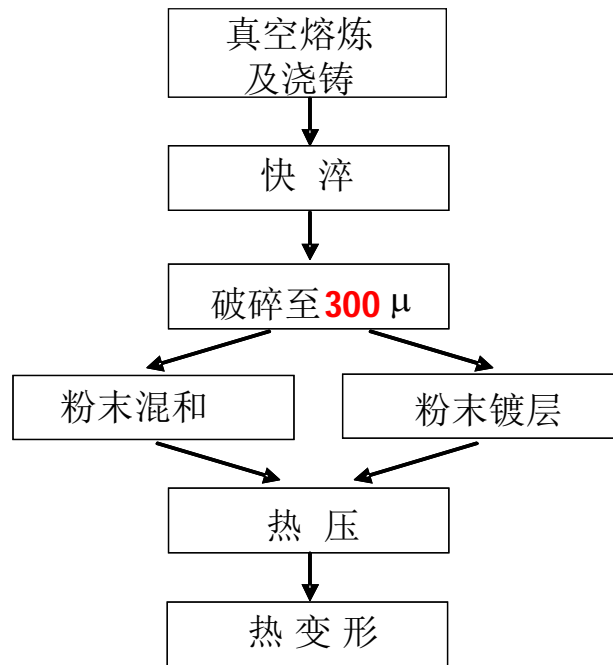 真空熔炼
及浇铸
快 淬
破碎至300 μ
粉末混和
粉末镀层
热 压
热 变 形